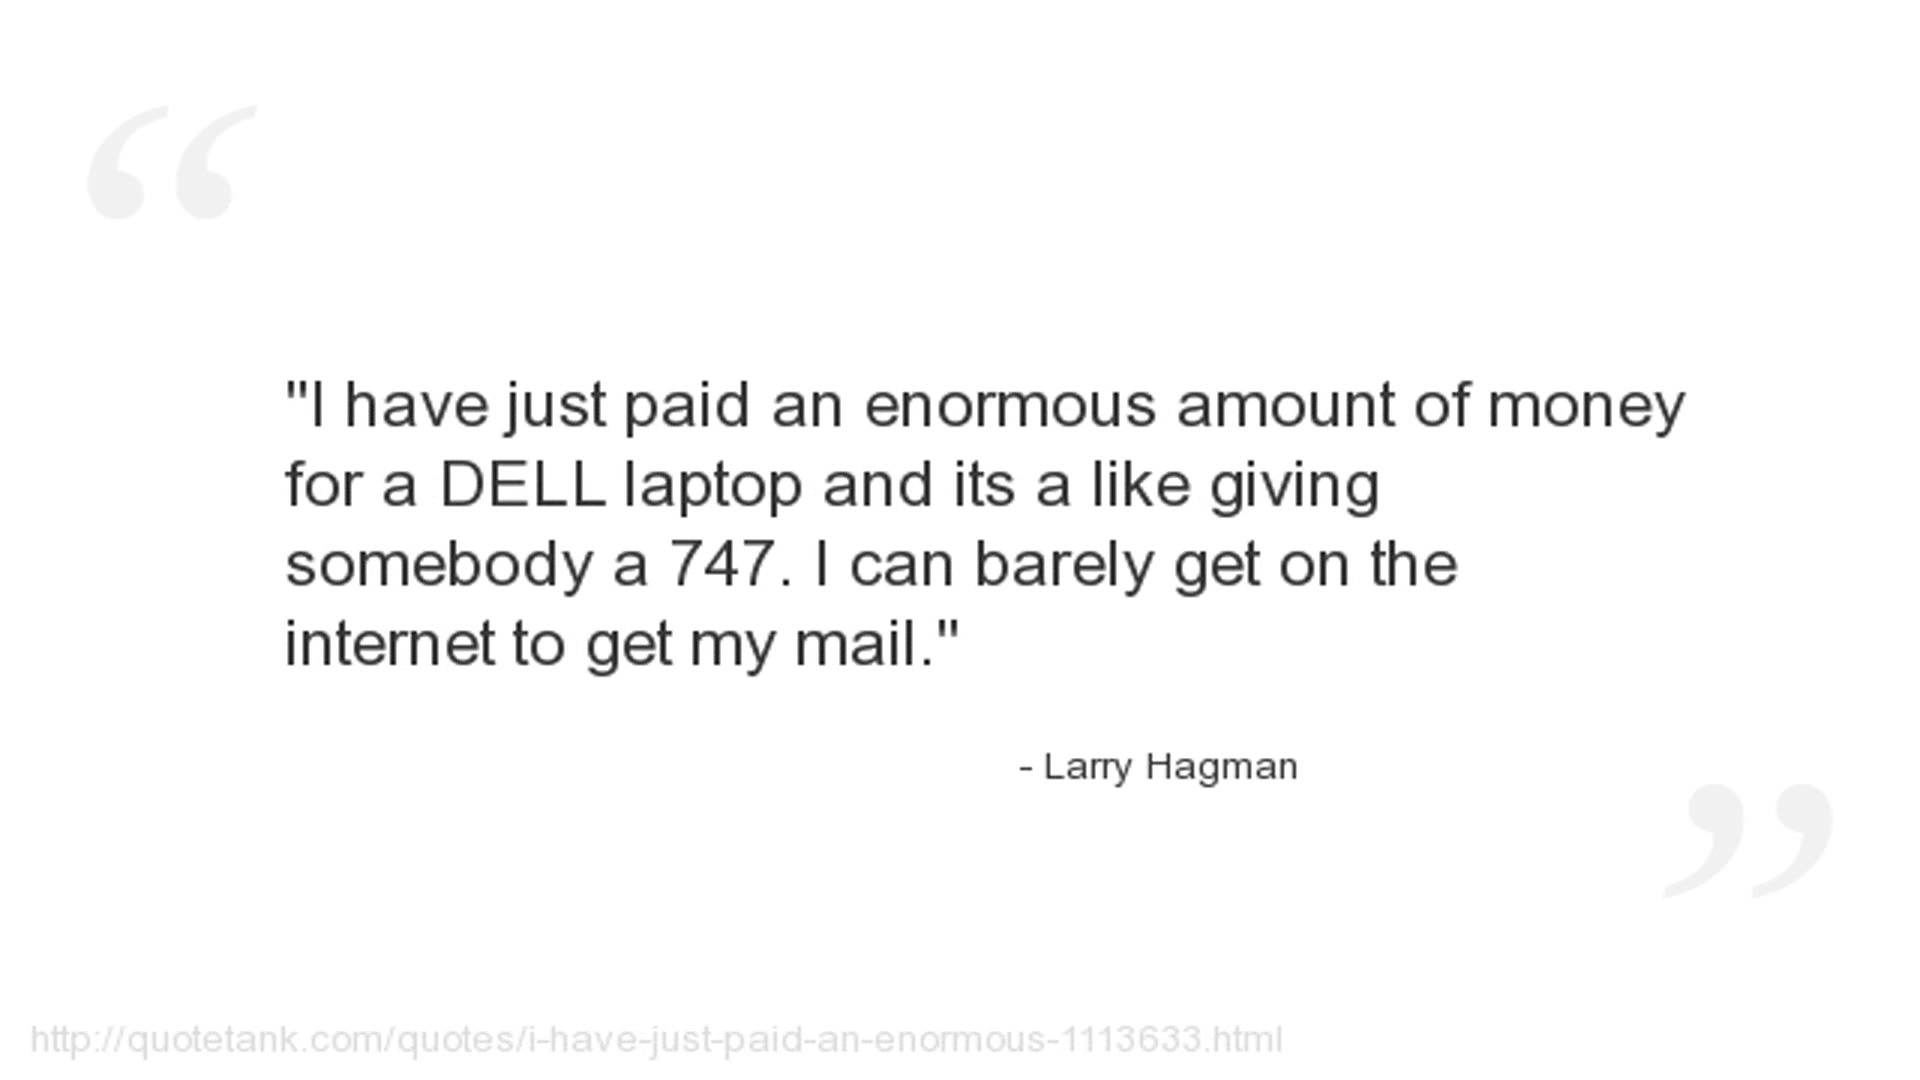 "I have just paid an enormous amount of money
for a DELL laptop and its a like giving
somebody a 747. I can barely get on the
internet to get my mail."
- Larry Hagman
http://quotetank.com/quotes/i-have-just-paid-an-enormous-1113633.html